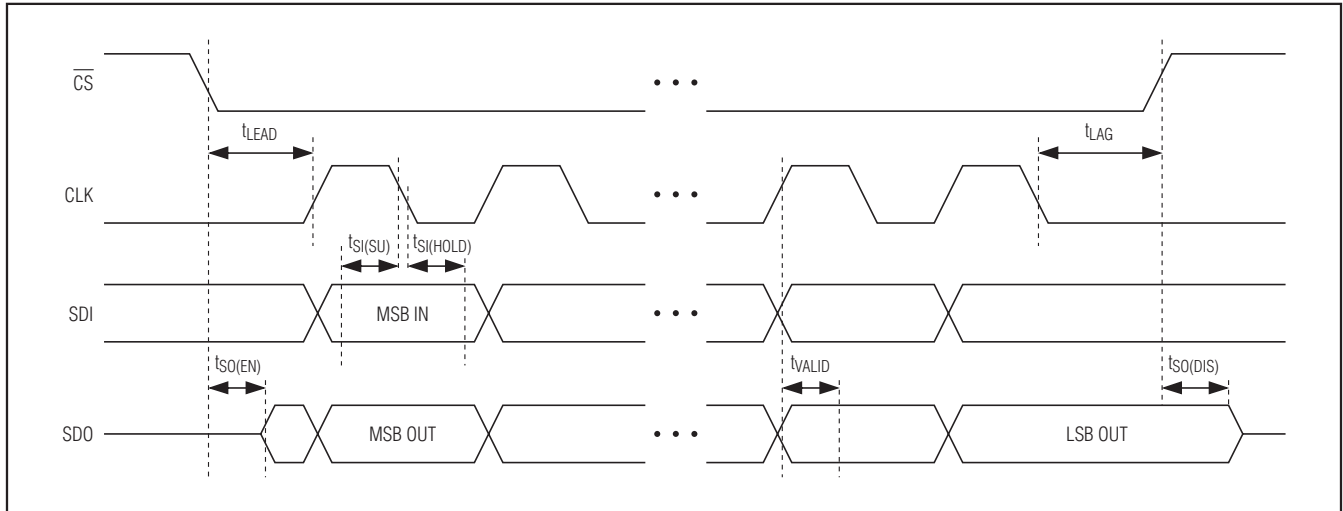 CS
tLEAD
tLAG
CLK
tSI(SU)
tSI(HOLD)
SDI
MSB IN
tSO(EN)
tVALID
tSO(DIS)
SDO
MSB OUT
LSB OUT